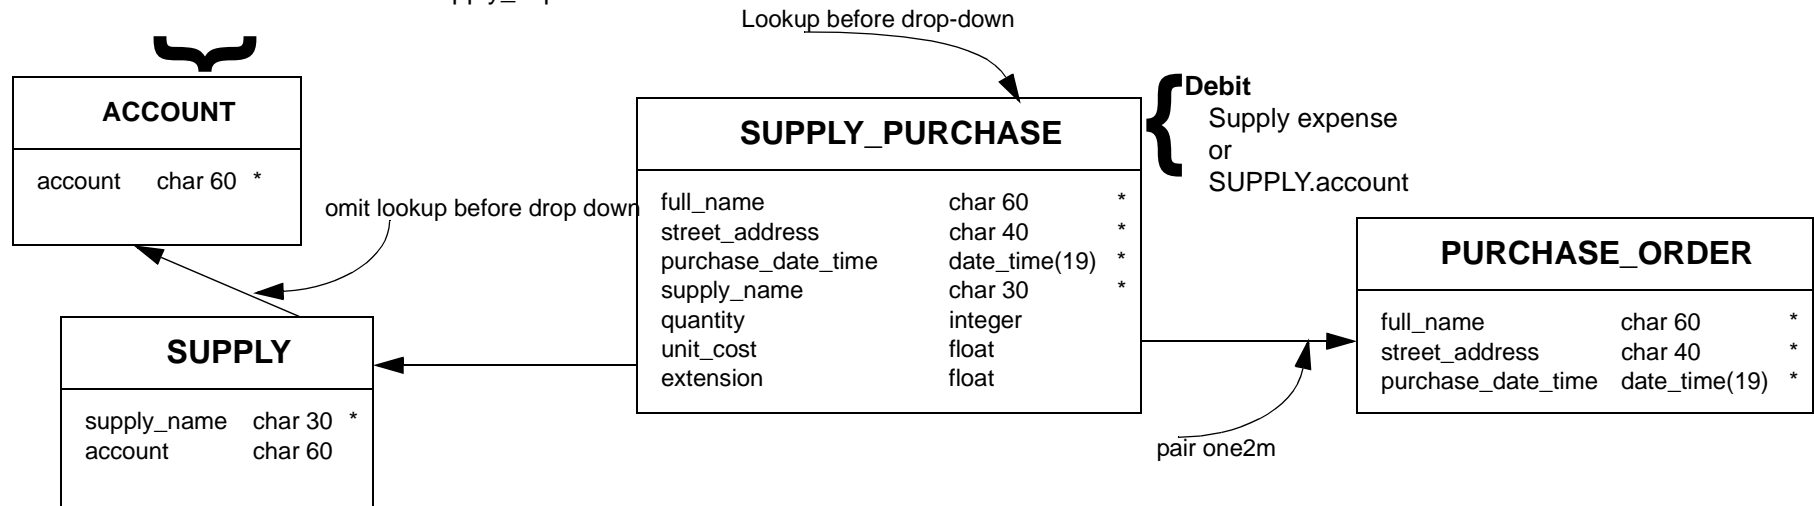 Lookup before drop-down
ACCOUNT
account char 60 *
omit lookup before drop down
SUPPLY_PURCHASE
full_name char 60 *
street_address char 40 *
purchase_date_time date_time(19) *
supply_name char 30 *
quantity integer
unit_cost float
extension float
Debit
Supply expense
or
SUPPLY.account
PURCHASE_ORDER
full_name char 60 *
street_address char 40 *
purchase_date_time date_time(19) *
pair one2m
SUPPLY
supply_name char 30 *
account char 60